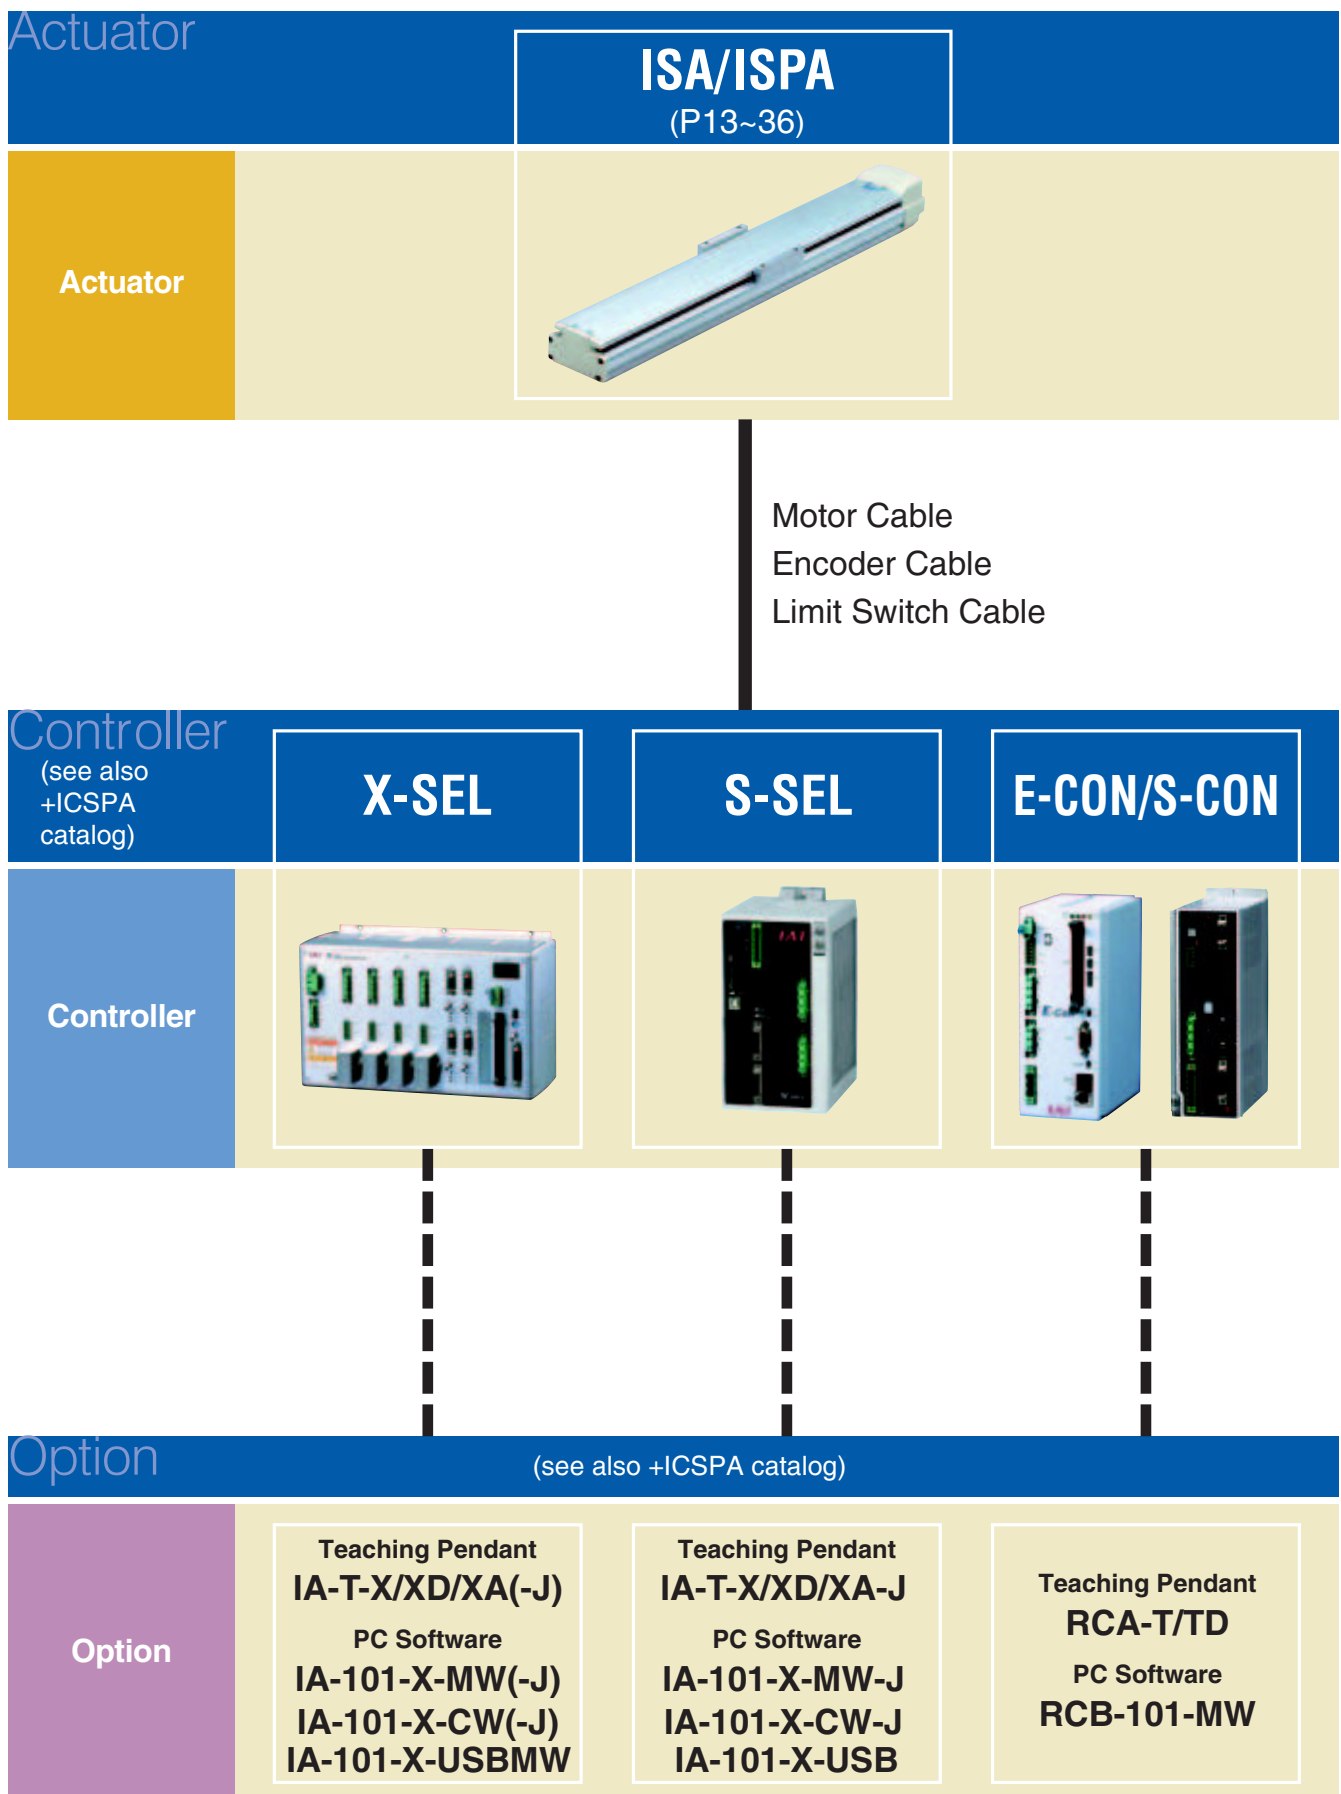 Actuator
ISA/ISPA
(P13~36)
Actuator
Motor Cable
Encoder Cable
Limit Switch Cable
Controller
(see also
+ICSPA
catalog)
X-SEL
S-SEL
E-CON/S-CON
Controller
IAI
E-Con
IAI
Option
(see also +ICSPA catalog)
Option
Teaching Pendant
IA-T-X/XD/XA(-J)
PC Software
IA-101-X-MW(-J)
IA-101-X-CW(-J)
IA-101-X-USBMW
Teaching Pendant
IA-T-X/XD/XA-J
PC Software
IA-101-X-MW-J
IA-101-X-CW-J
IA-101-X-USB
Teaching Pendant
RCA-T/TD
PC Software
RCB-101-MW